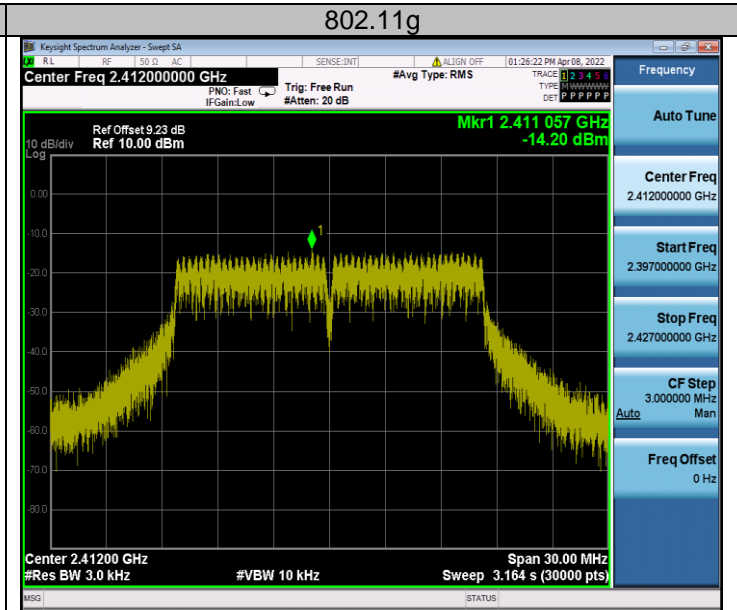 802.11g
Keysight Spectrum Analyzer - Swept SA
LXI RL RF 50 Ω AC SENSE:INT ALIGN OFF 01:26:22 PM Apr 08, 2022
Center Freq 2.412000000 GHz #Avg Type: RMS TRACE 1 2 3 4 5 6
PNO: Fast Trig: Free Run TYPE M WWWWW
IFGain:Low #Atten: 20 dB DET P P P P P P
Frequency
Auto Tune
Center Freq
2.412000000 GHz
Start Freq
2.397000000 GHz
Stop Freq
2.427000000 GHz
CF Step
3.000000 MHz
Auto Man
Freq Offset
0 Hz
Mkr1 2.411 057 GHz
-14.20 dBm
Ref Offset 9.23 dB
10 dB/div Ref 10.00 dBm
Log
1
0.00
-10.0
-20.0
-30.0
-40.0
-50.0
-60.0
-70.0
-80.0
Center 2.41200 GHz Span 30.00 MHz
#Res BW 3.0 kHz #VBW 10 kHz Sweep 3.164 s (30000 pts)
MSG STATUS